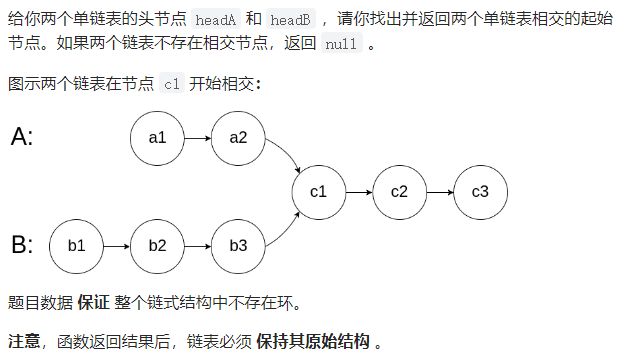 给你两个单链表的头节点 headA 和 headB ，请你找出并返回两个单链表相交的起始
节点。如果两个链表不存在相交节点，返回 null 。
图示两个链表在节点 c1 开始相交：
A: a1 a2
c1 c2 c3
B: b1 b2 b3
题目数据 保证 整个链式结构中不存在环。
注意，函数返回结果后，链表必须 保持其原始结构 。